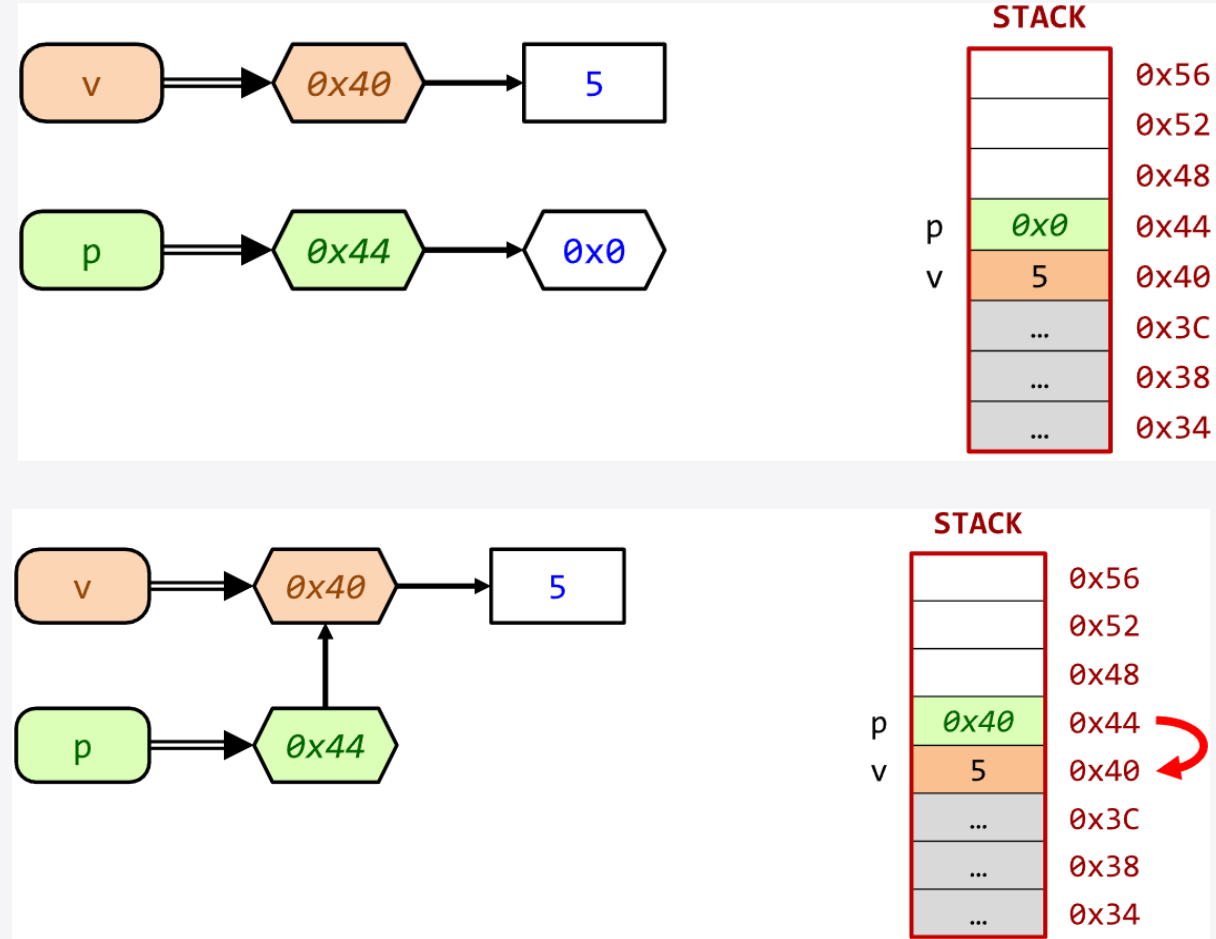 STACK
v 0x40 5 0x56
0x52
0x48
p 0x44 0x0 p 0x0 0x44
v 5 0x40
... 0x3C
... 0x38
... 0x34
STACK
v 0x40 5 0x56
0x52
0x48
p 0x44 p 0x40 0x44
v 5 0x40
... 0x3C
... 0x38
... 0x34